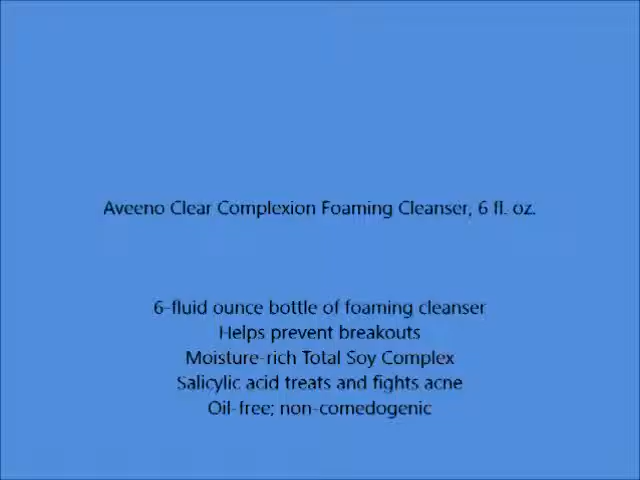 Aveeno Clear Complexion Foaming Cleanser, 6 fl. oz.
6-fluid ounce bottle of foaming cleanser
Helps prevent breakouts
Moisture-rich Total Soy Complex
Salicylic acid treats and fights acne
Oil-free; non-comedogenic